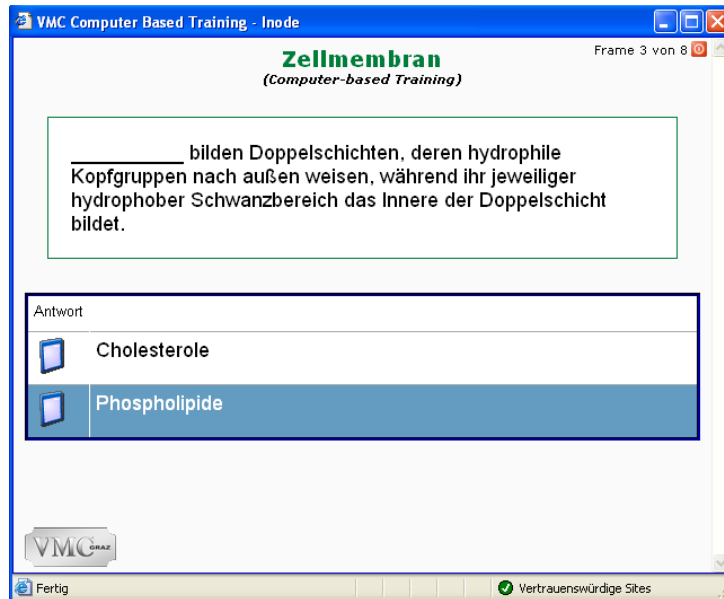 VMC Computer Based Training - Inode
Frame 3 von 8
Zellmembran
(Computer-based Training)
__________ bilden Doppelschichten, deren hydrophile
Kopfgruppen nach außen weisen, während ihr jeweiliger
hydrophober Schwanzbereich das Innere der Doppelschicht
bildet.
Antwort
Cholesterole
Phospholipide
VMC GRAZ
Fertig
Vertrauenswürdige Sites